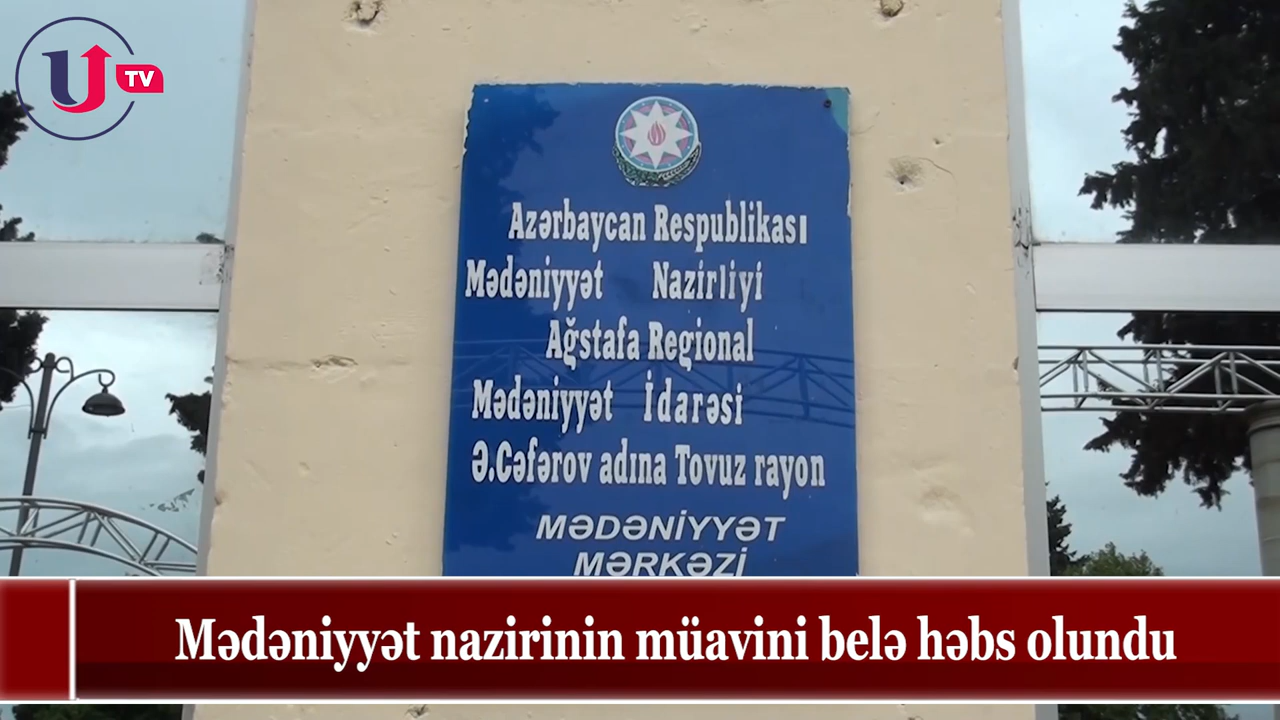 U TV
Azərbaycan Respublikası
Mədəniyyət Nazirliyi
Ağstafa Regional
Mədəniyyət İdarəsi
Ə.Cəfərov adına Tovuz rayon
MƏDƏNİYYƏT
MƏRKƏZİ
Mədəniyyət nazirinin müavini belə həbs olundu